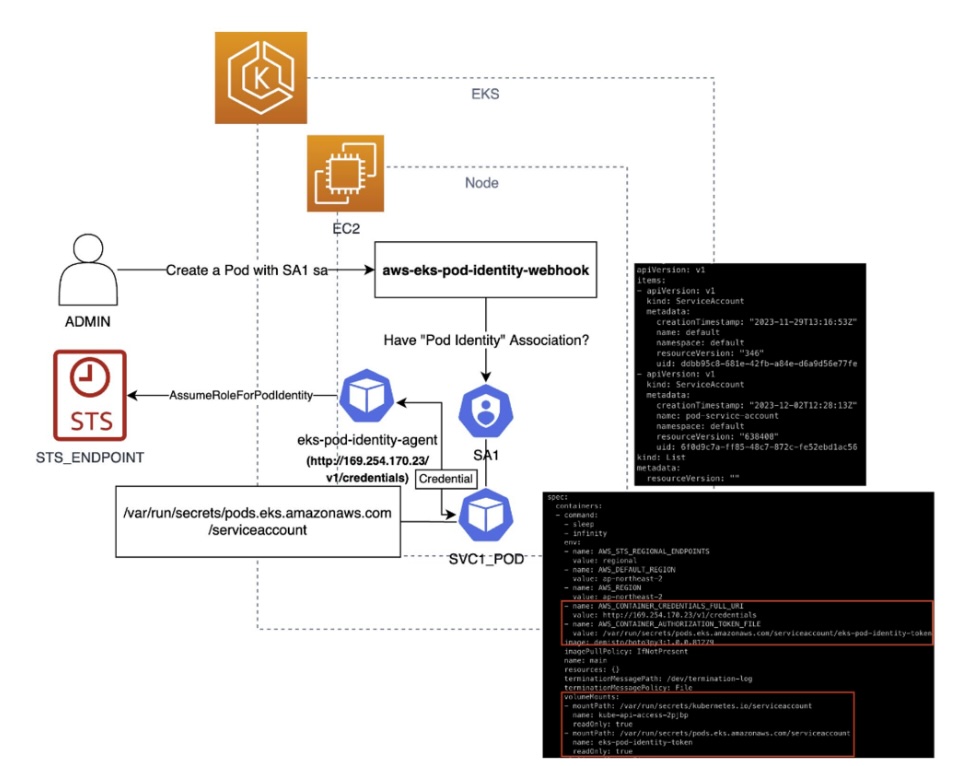 EKS
Node
EC2
Create a Pod with SA1 sa
aws-eks-pod-identity-webhook
ADMIN
Have "Pod Identity" Association?
STS
STS_ENDPOINT
AssumeRoleForPodIdentity
eks-pod-identity-agent
(http://169.254.170.23/
v1/credentials)
Credential
SA1
/var/run/secrets/pods.eks.amazonaws.com
/serviceaccount
SVC1_POD
apiVersion: v1
items:
- apiVersion: v1
kind: ServiceAccount
metadata:
creationTimestamp: "2023-11-29T13:16:53Z"
name: default
namespace: default
resourceVersion: "346"
uid: ddbb95c8-681e-42fb-a84e-d6a9d56e77fe
- apiVersion: v1
kind: ServiceAccount
metadata:
creationTimestamp: "2023-12-02T12:28:13Z"
name: pod-service-account
namespace: default
resourceVersion: "638408"
uid: 6f0d9c7a-ff85-48c7-872c-fe52ebd1ac56
kind: List
metadata:
resourceVersion: ""
spec:
containers:
- command:
- sleep
- infinity
env:
- name: AWS_STS_REGIONAL_ENDPOINTS
value: regional
- name: AWS_DEFAULT_REGION
value: ap-northeast-2
- name: AWS_REGION
value: ap-northeast-2
- name: AWS_CONTAINER_CREDENTIALS_FULL_URI
value: http://169.254.170.23/v1/credentials
- name: AWS_CONTAINER_AUTHORIZATION_TOKEN_FILE
value: /var/run/secrets/pods.eks.amazonaws.com/serviceaccount/eks-pod-identity-token
image:
imagePullPolicy: IfNotPresent
name: main
resources: {}
terminationMessagePath: /dev/termination-log
terminationMessagePolicy: File
volumeMounts:
- mountPath: /var/run/secrets/kubernetes.io/serviceaccount
name: kube-api-access-2pjbp
readOnly: true
- mountPath: /var/run/secrets/pods.eks.amazonaws.com/serviceaccount
name: eks-pod-identity-token
readOnly: true